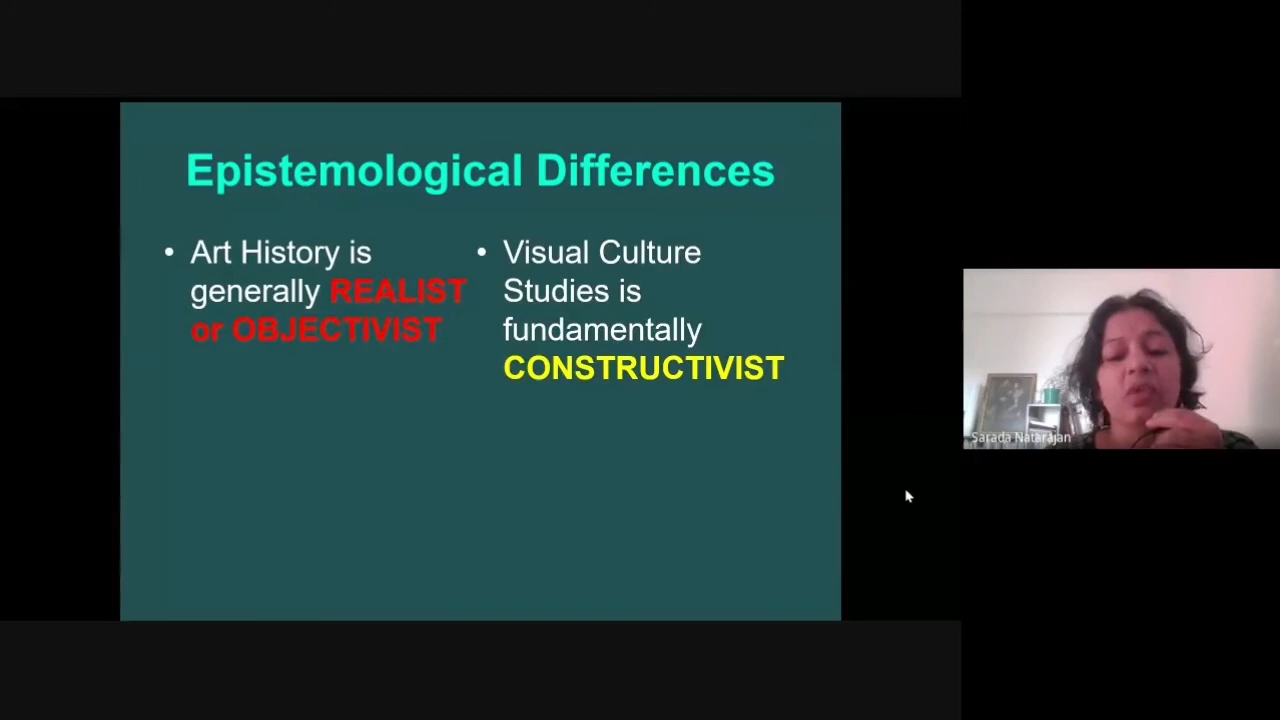 Epistemological Differences
• Art History is
generally REALIST
or OBJECTIVIST
• Visual Culture
Studies is
fundamentally
CONSTRUCTIVIST
Sarada Natarajan